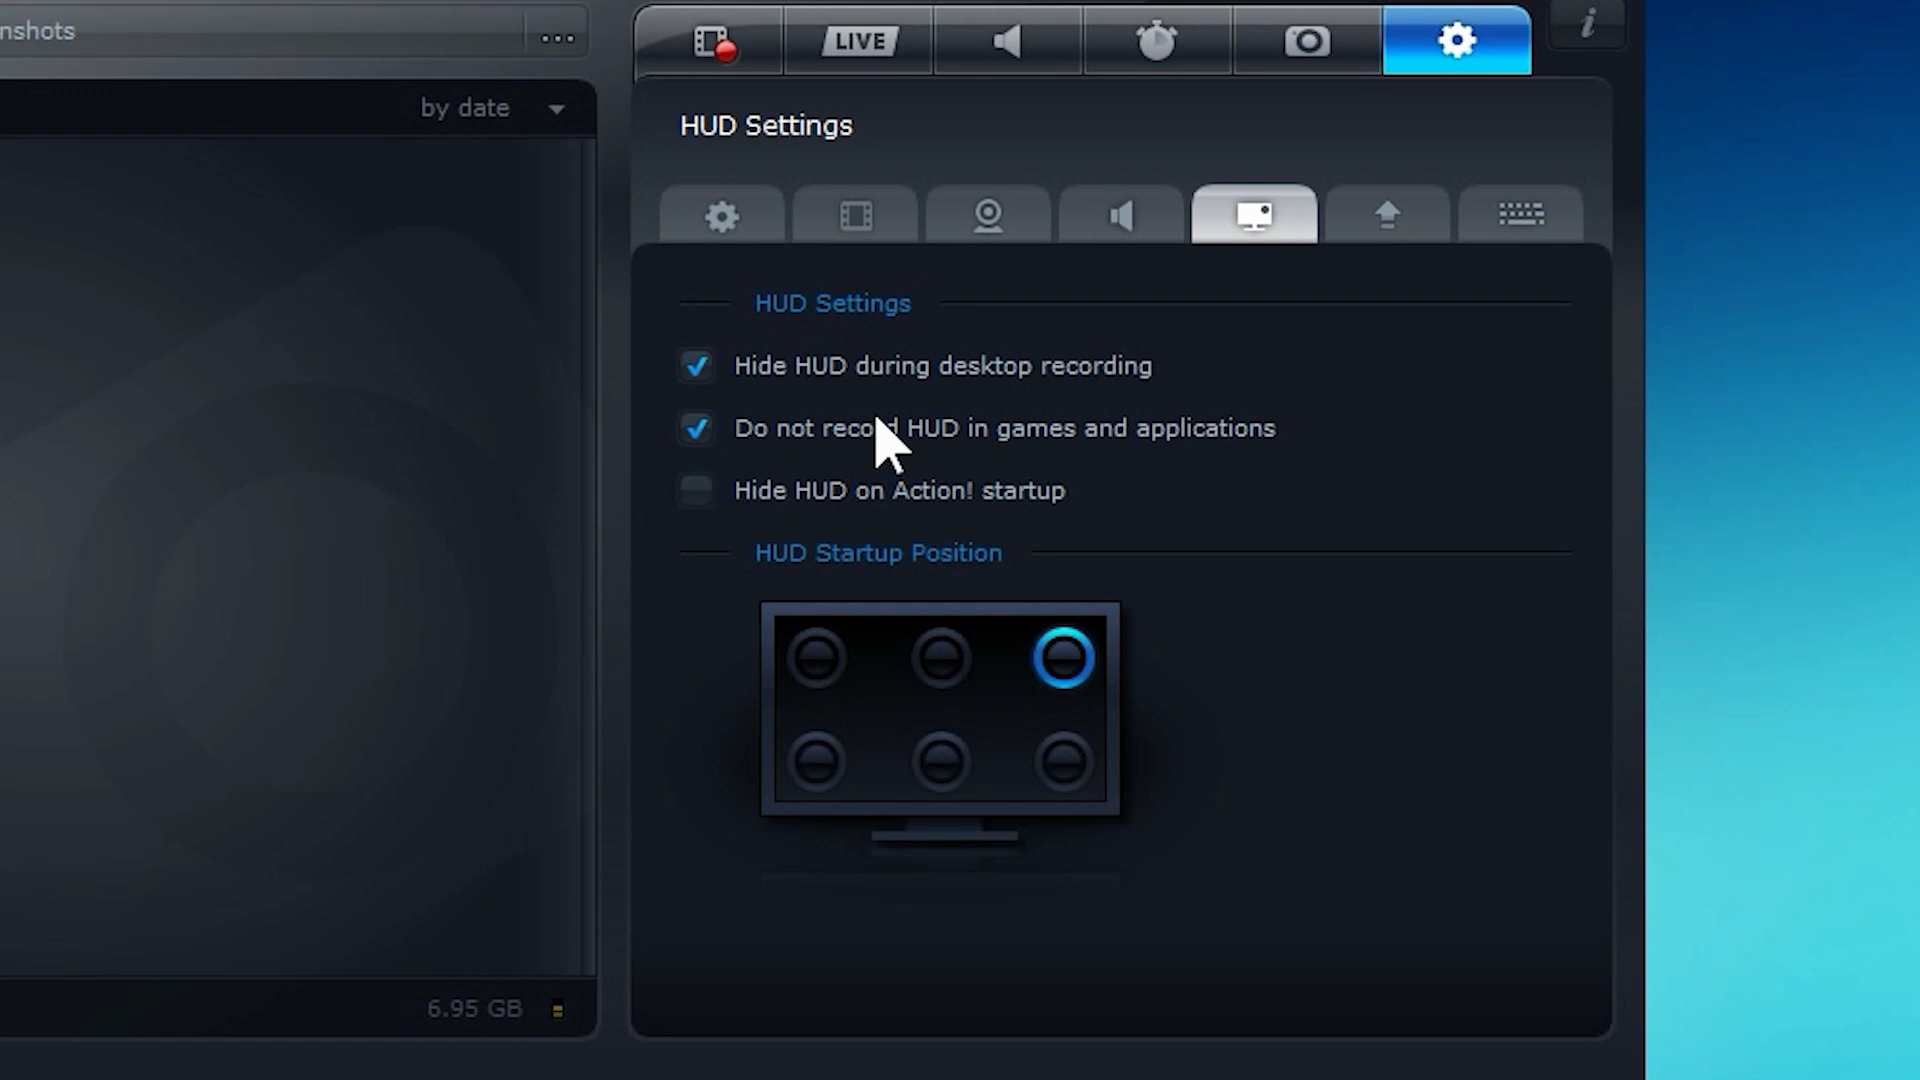 nshots
...
LIVE
i
by date
HUD Settings
HUD Settings
Hide HUD during desktop recording
Do not record HUD in games and applications
Hide HUD on Action! startup
HUD Startup Position
6.95 GB